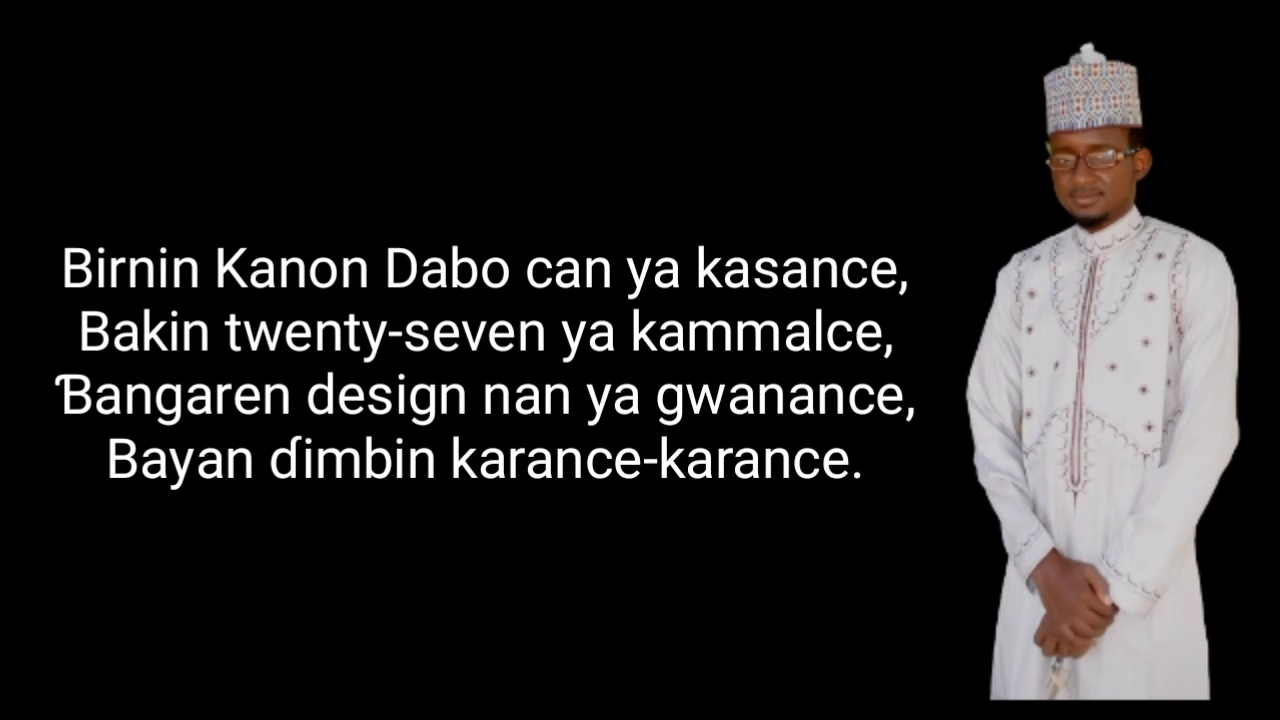 Birnin Kanon Dabo can ya kasance,
Bakin twenty-seven ya kammalce,
Ɓangaren design nan ya gwanance,
Bayan ɗimbin karance-karance.